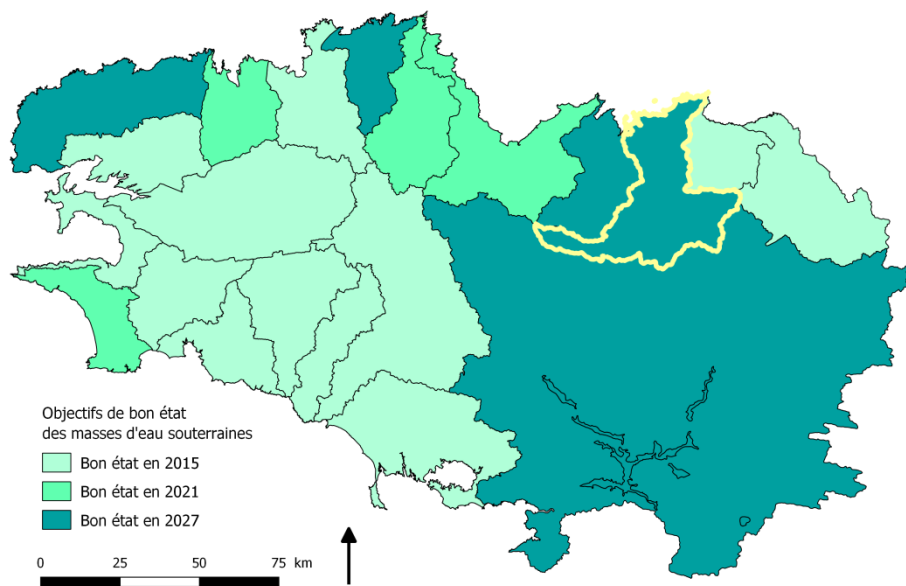 Objectifs de bon état
des masses d'eau souterraines
Bon état en 2015
Bon état en 2021
Bon état en 2027
0 25 50 75 km